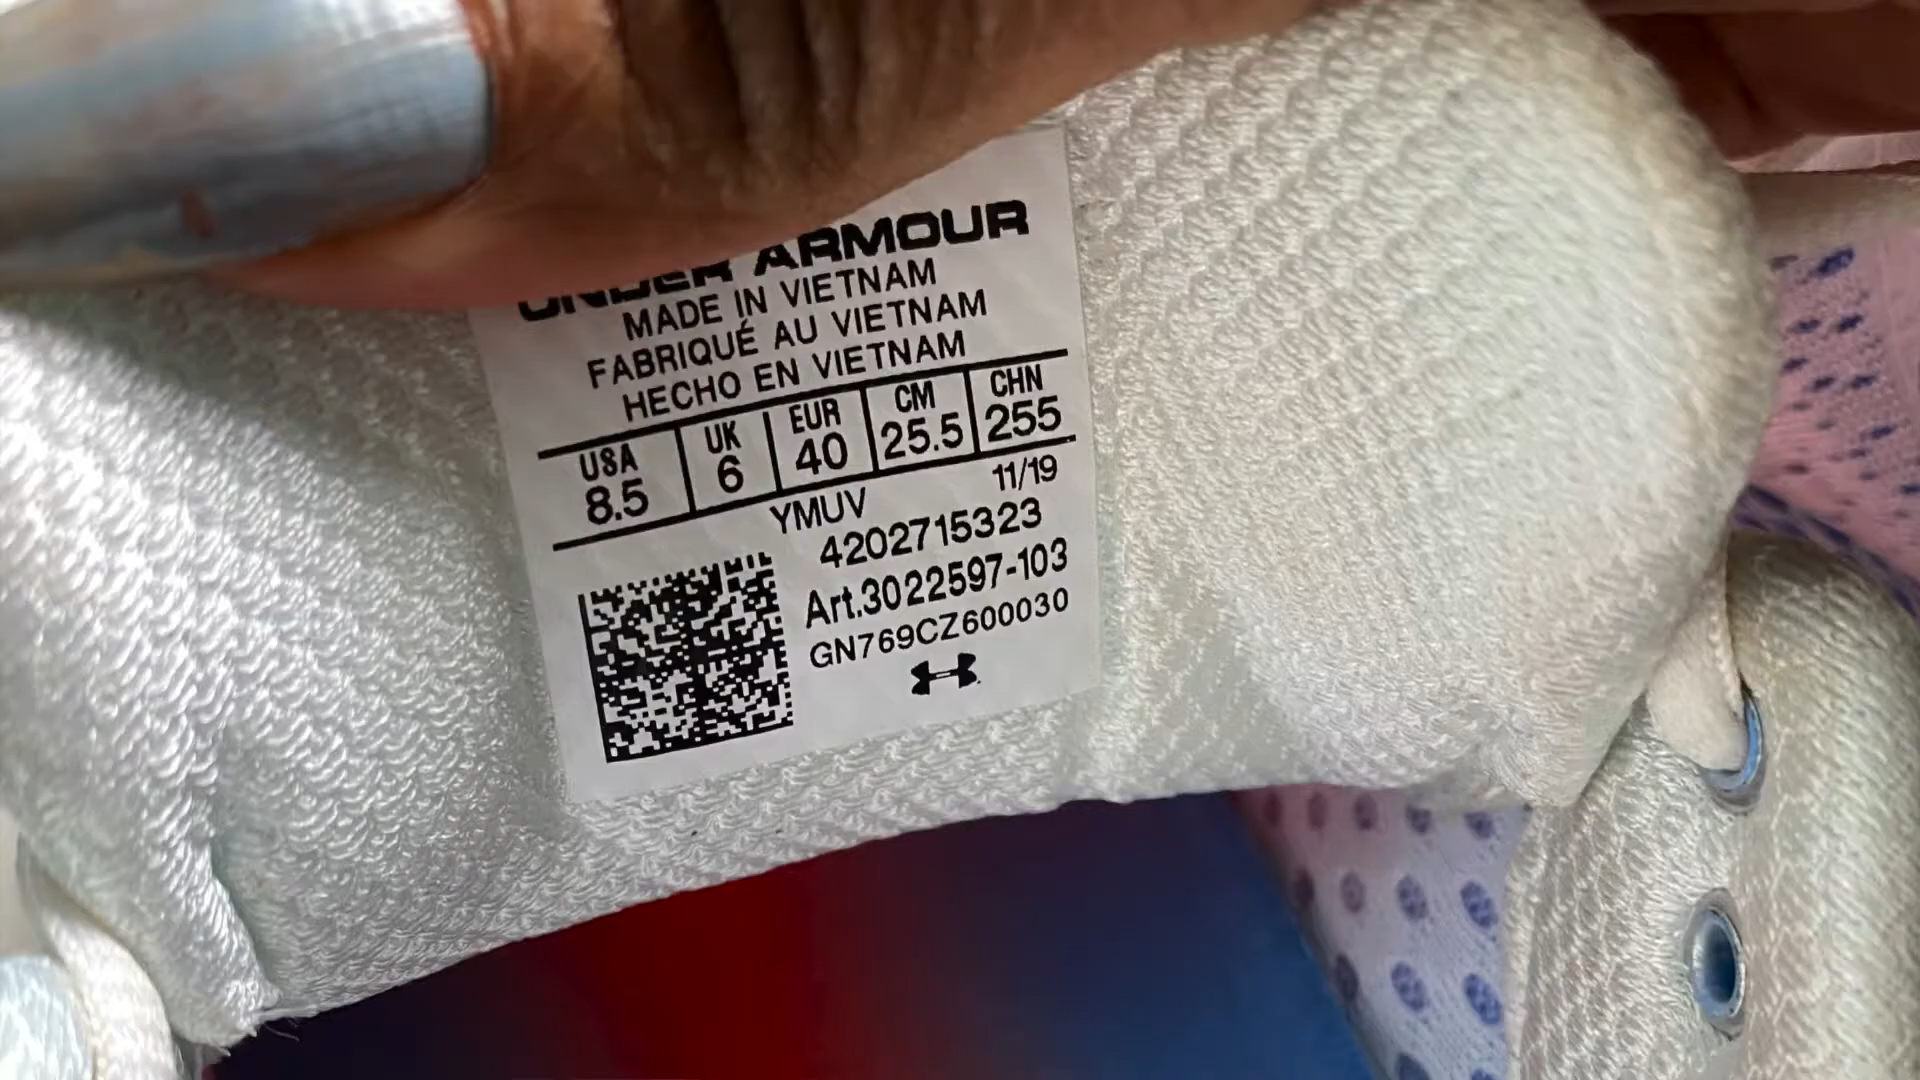 UNDER ARMOUR
MADE IN VIETNAM
FABRIQUÉ AU VIETNAM
HECHO EN VIETNAM
USA UK EUR CM CHN
8.5 6 40 25.5 255
YMUV 11/19
4202715323
Art.3022597-103
GN769CZ600030